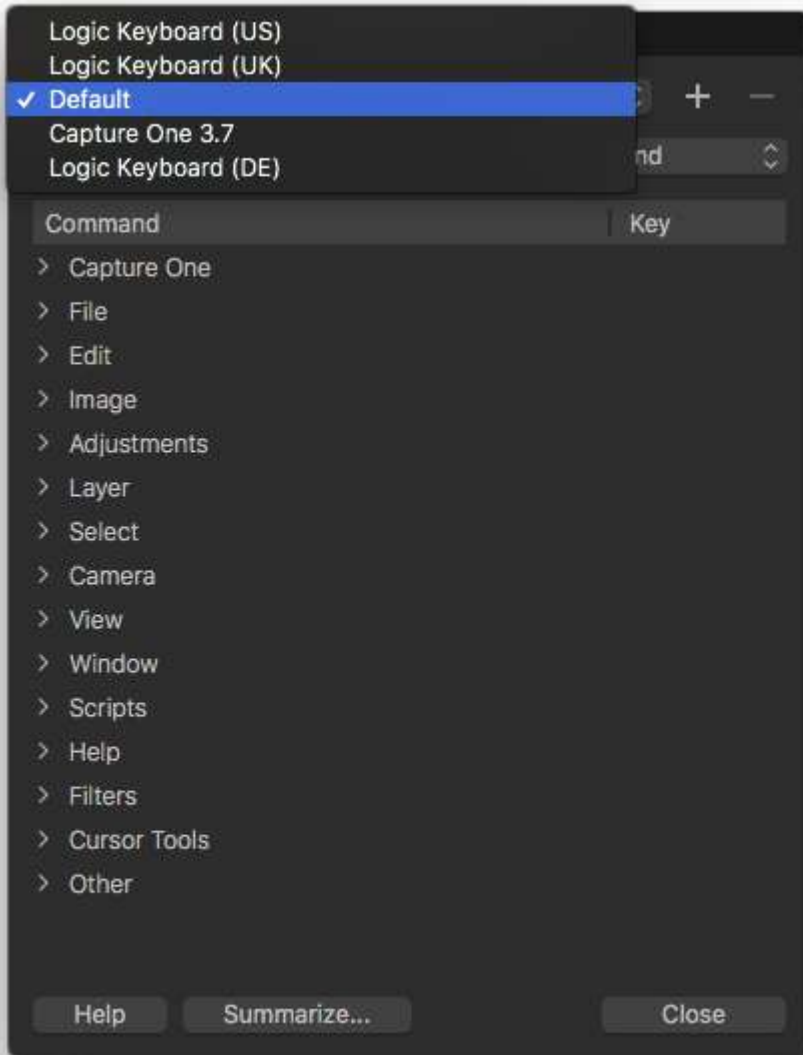 Logic Keyboard (US)
Logic Keyboard (UK)
✓ Default
Capture One 3.7
Logic Keyboard (DE)
nd
Command Key
Capture One
File
Edit
Image
Adjustments
Layer
Select
Camera
View
Window
Scripts
Help
Filters
Cursor Tools
Other
Help Summarize... Close